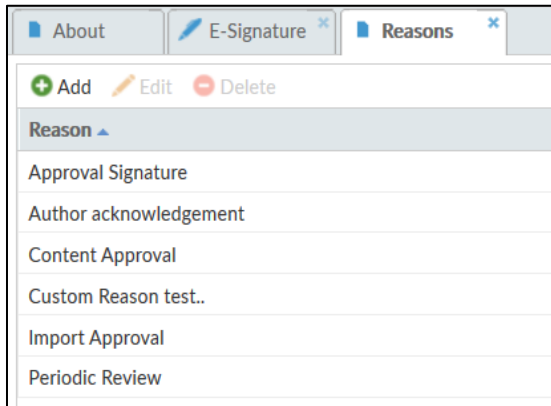 About E-Signature Reasons
Add Edit Delete
Reason
Approval Signature
Author acknowledgement
Content Approval
Custom Reason test..
Import Approval
Periodic Review